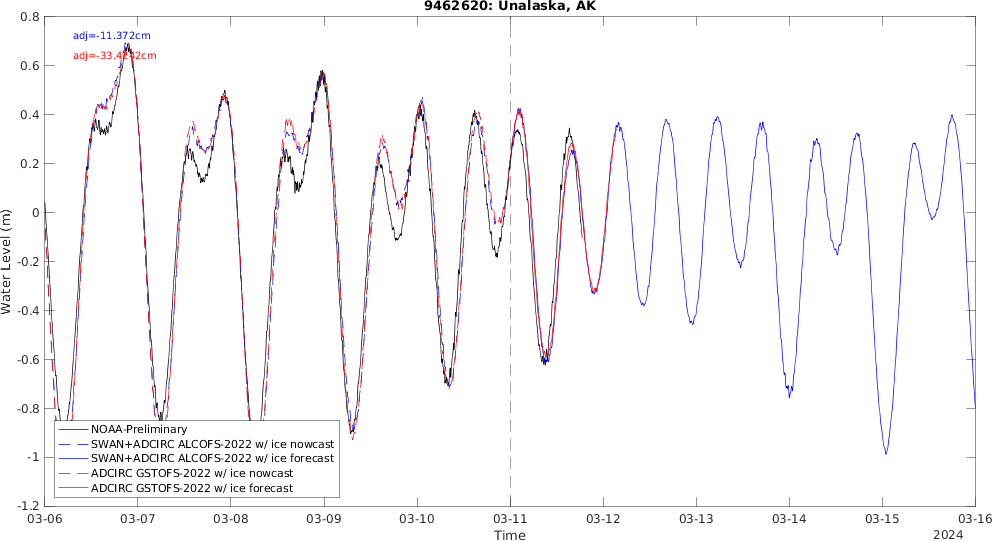 9462620: Unalaska, AK
0.8
adj=-11.372cm
adj=-33.4242cm
0.6
0.4
0.2
0
-0.2
-0.4
-0.6
-0.8
-1
-1.2
Water Level (m)
NOAA-Preliminary
SWAN+ADCIRC ALCOFS-2022 w/ ice nowcast
SWAN+ADCIRC ALCOFS-2022 w/ ice forecast
ADCIRC GSTOFS-2022 w/ ice nowcast
ADCIRC GSTOFS-2022 w/ ice forecast
03-06 03-07 03-08 03-09 03-10 03-11 03-12 03-13 03-14 03-15 03-16
Time
2024